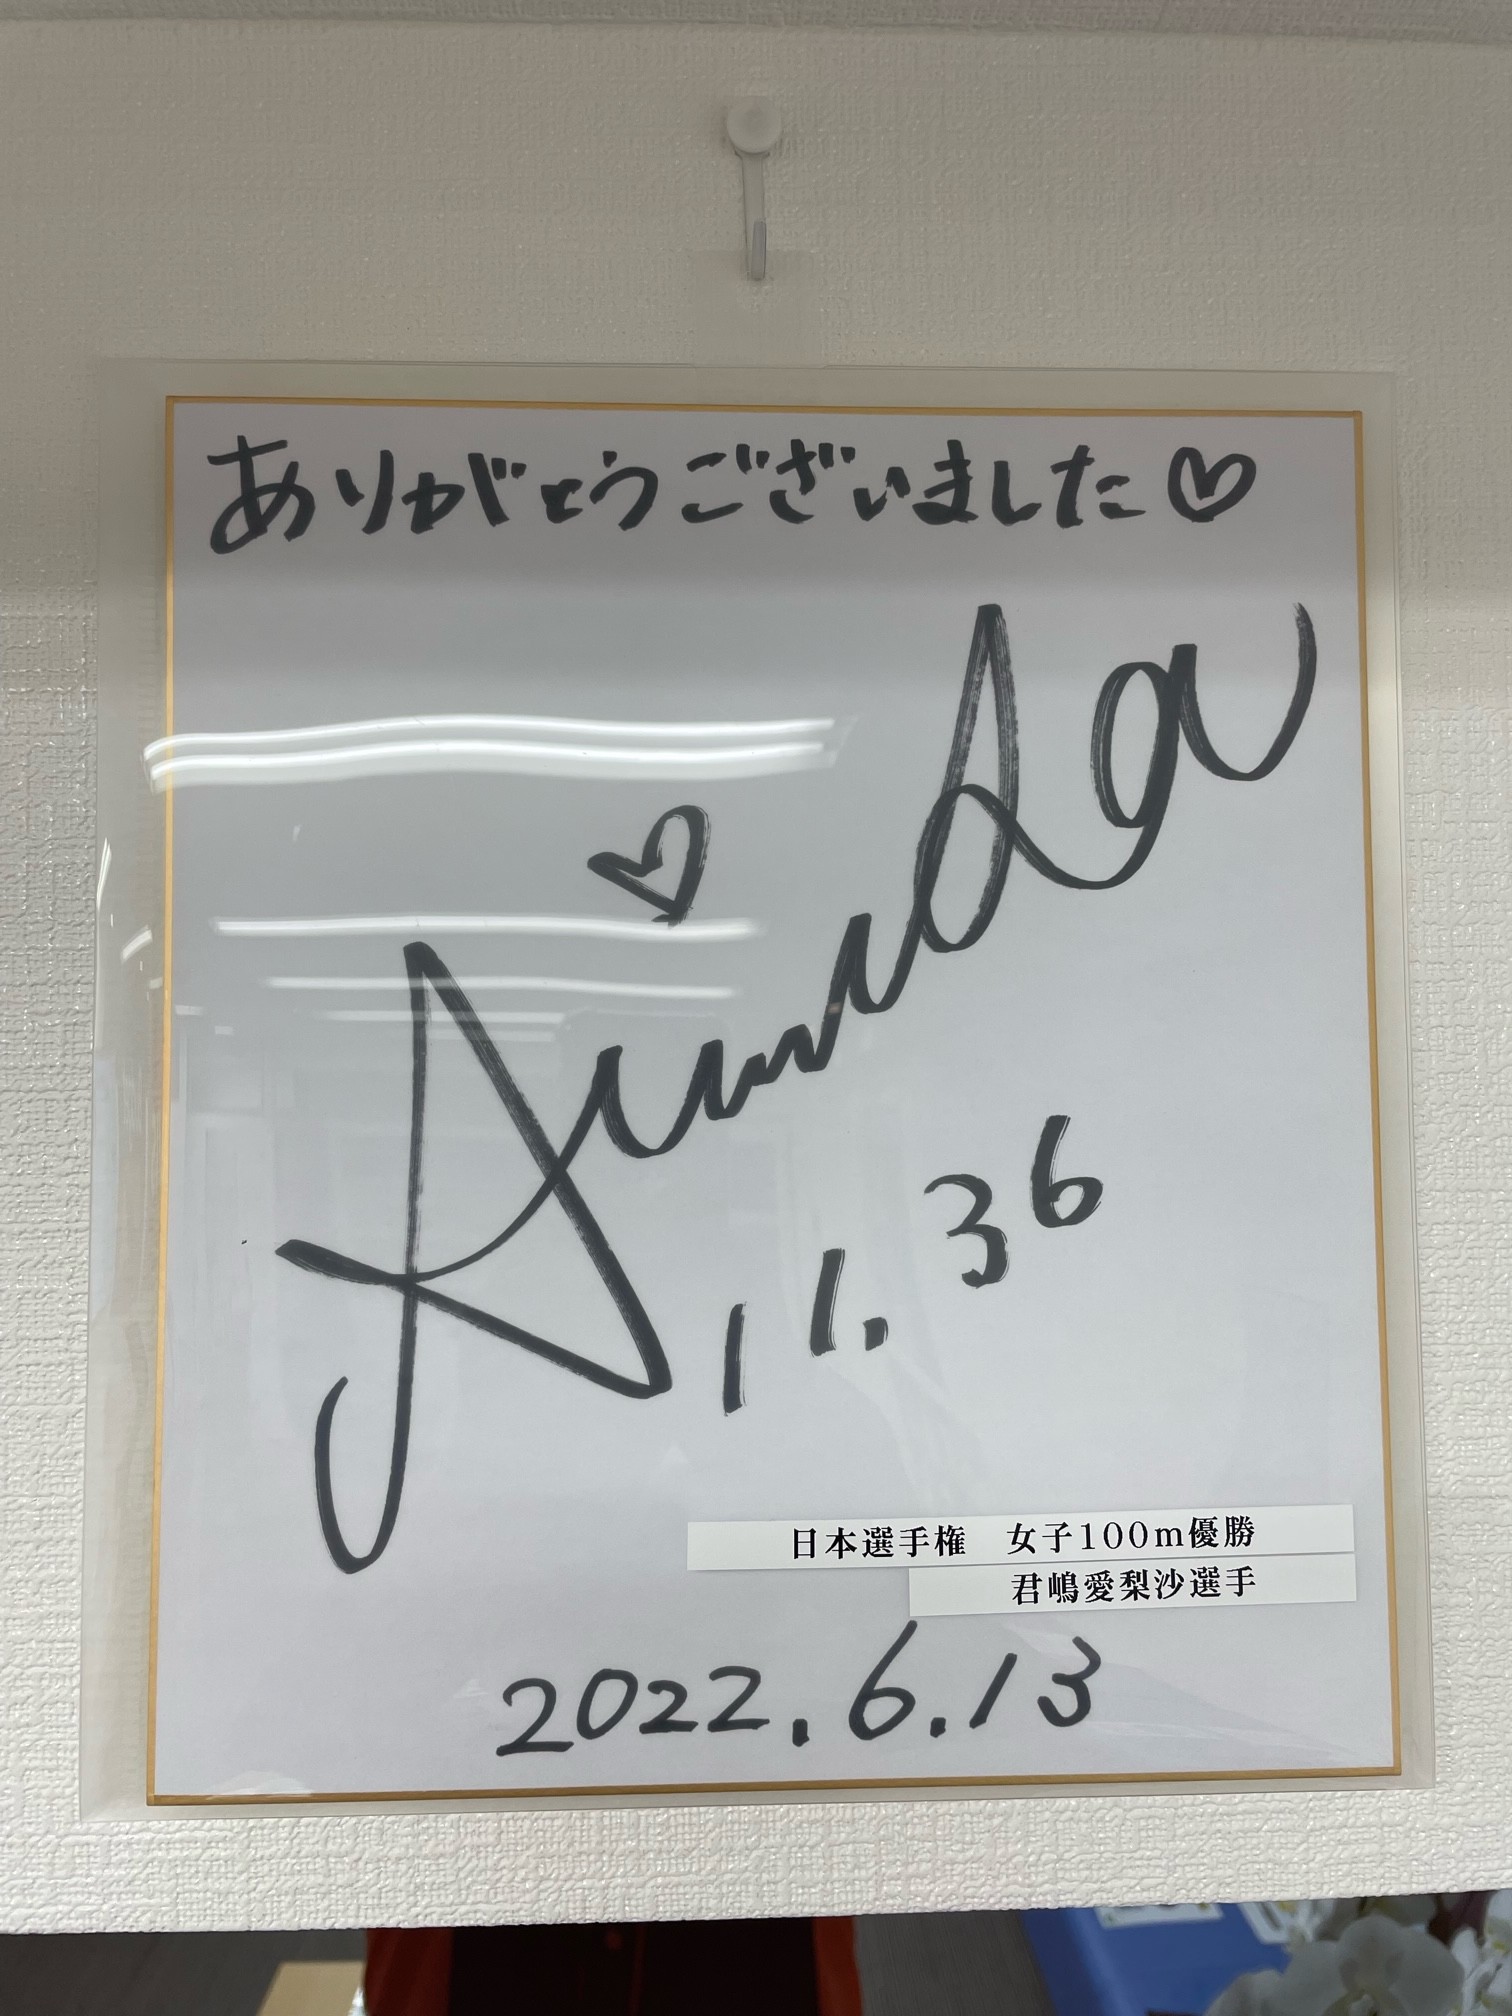 ありがとうございました♡
11.36
日本選手権　女子100m優勝
君嶋愛梨沙選手
2022.6.13